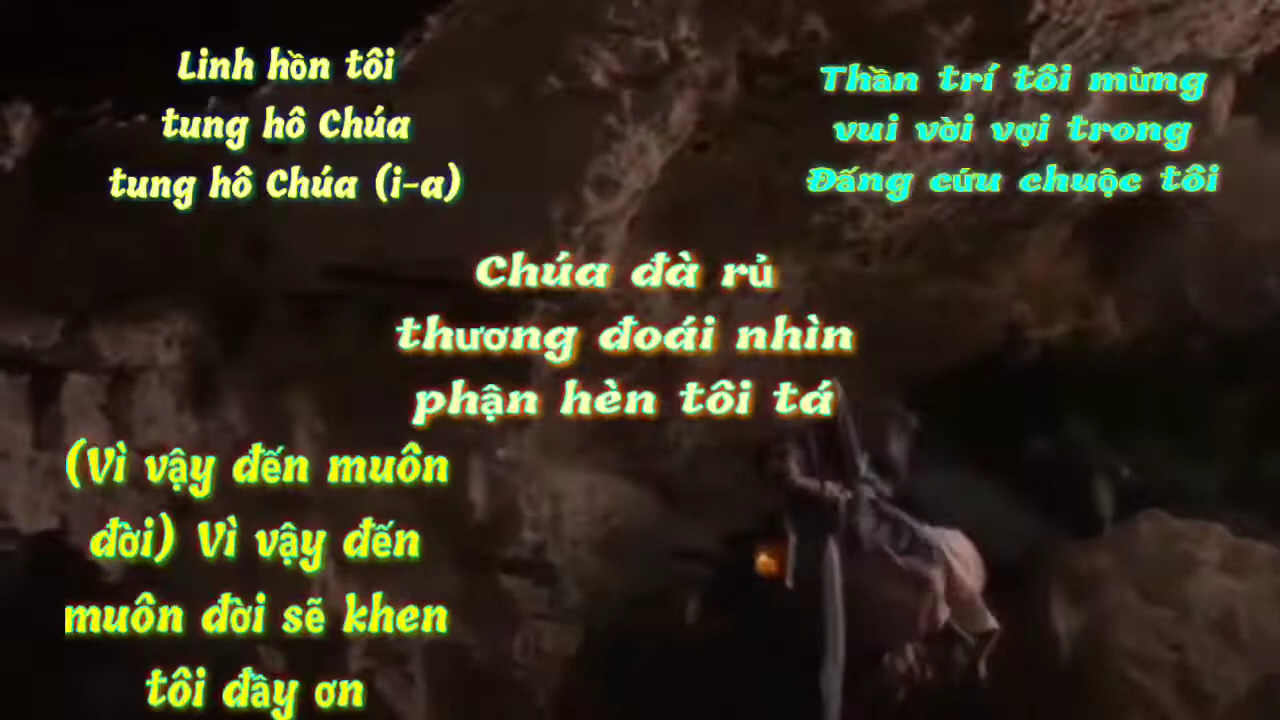 Linh hồn tôi
tung hô Chúa
tung hô Chúa (i-a)
Thần trí tôi mừng
vui vời vợi trong
Đấng cứu chuộc tôi
Chúa đà rủ
thương đoái nhìn
phận hèn tôi tá
(Vì vậy đến muôn
đời) Vì vậy đến
muôn đời sẽ khen
tôi đầy ơn